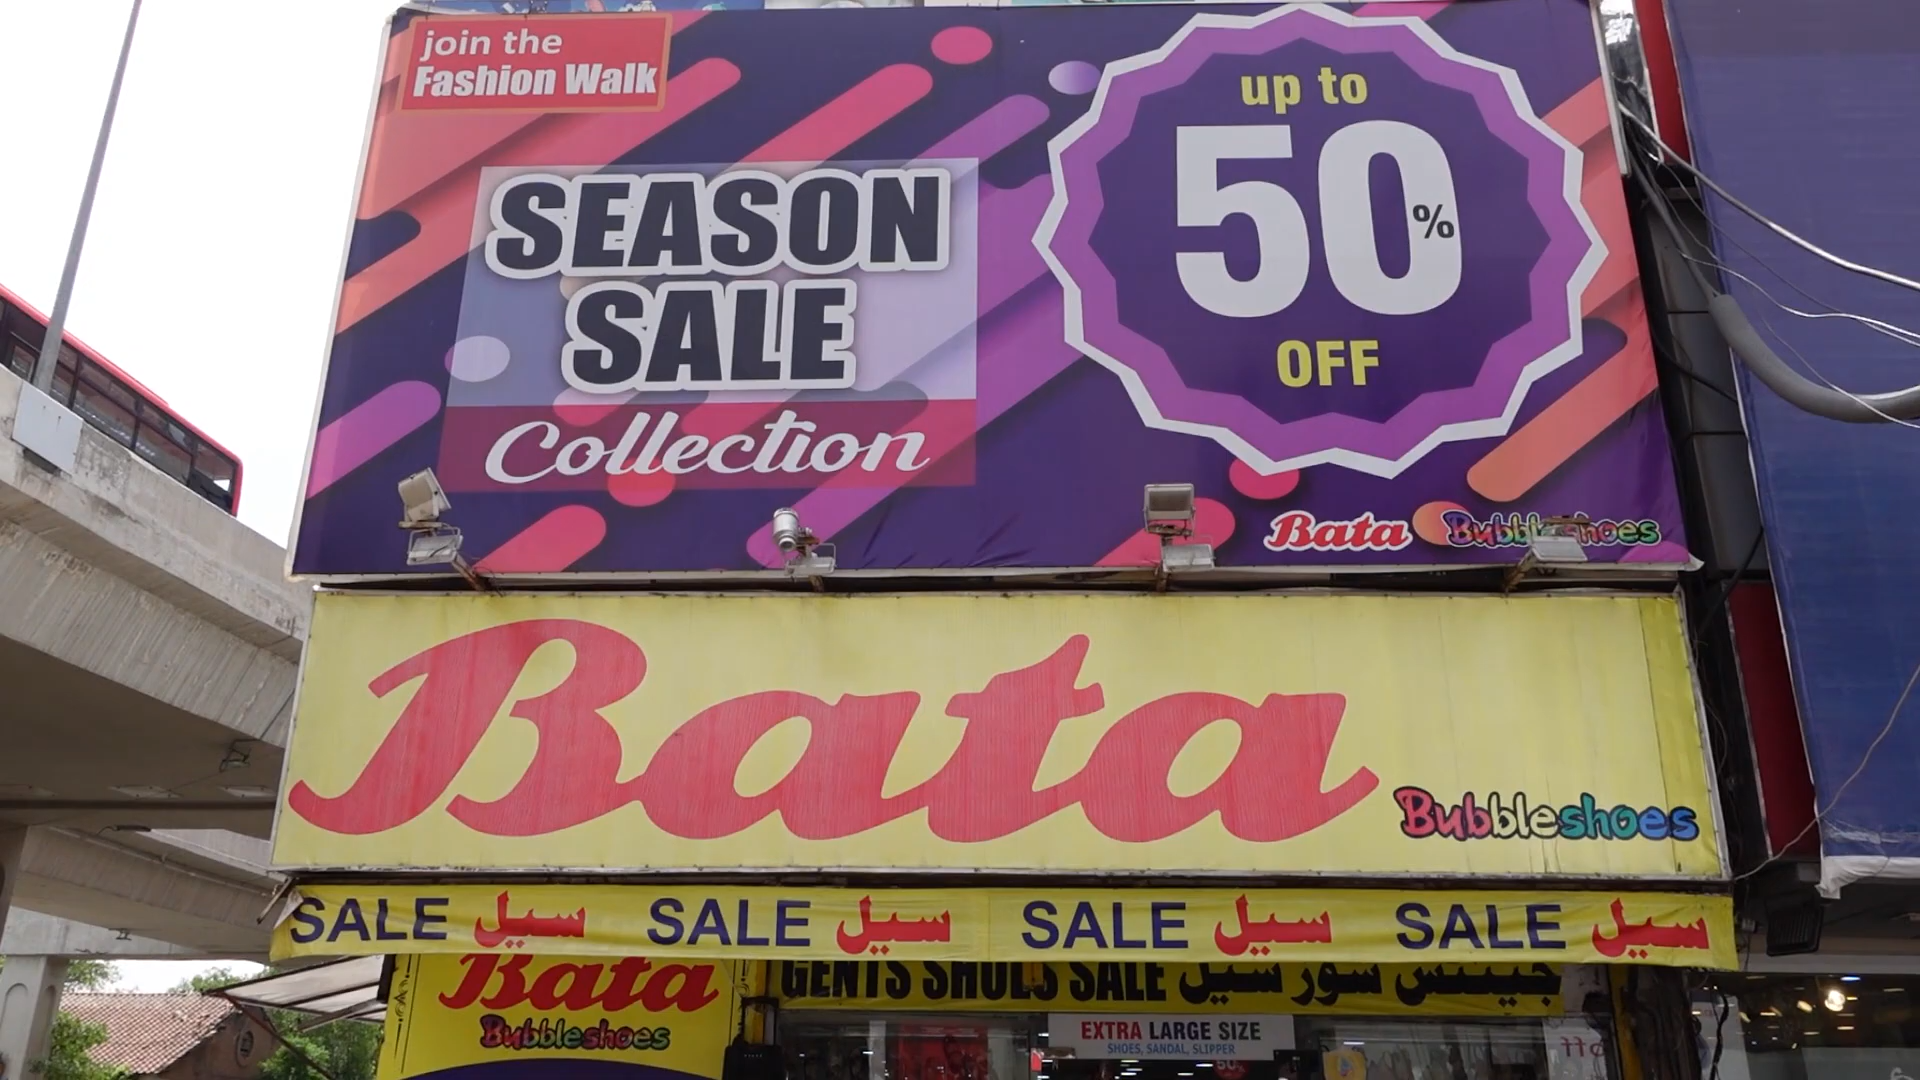 join the
Fashion Walk
SEASON
SALE
Collection
up to
50%
OFF
Bata Bubbleshoes
Bata Bubbleshoes
SALE سیل SALE سیل SALE سیل SALE سیل
Bata
Bubbleshoes
GENTS SHOES SALE جینٹس شوز سیل
EXTRA LARGE SIZE
SHOES, SANDAL, SLIPPER